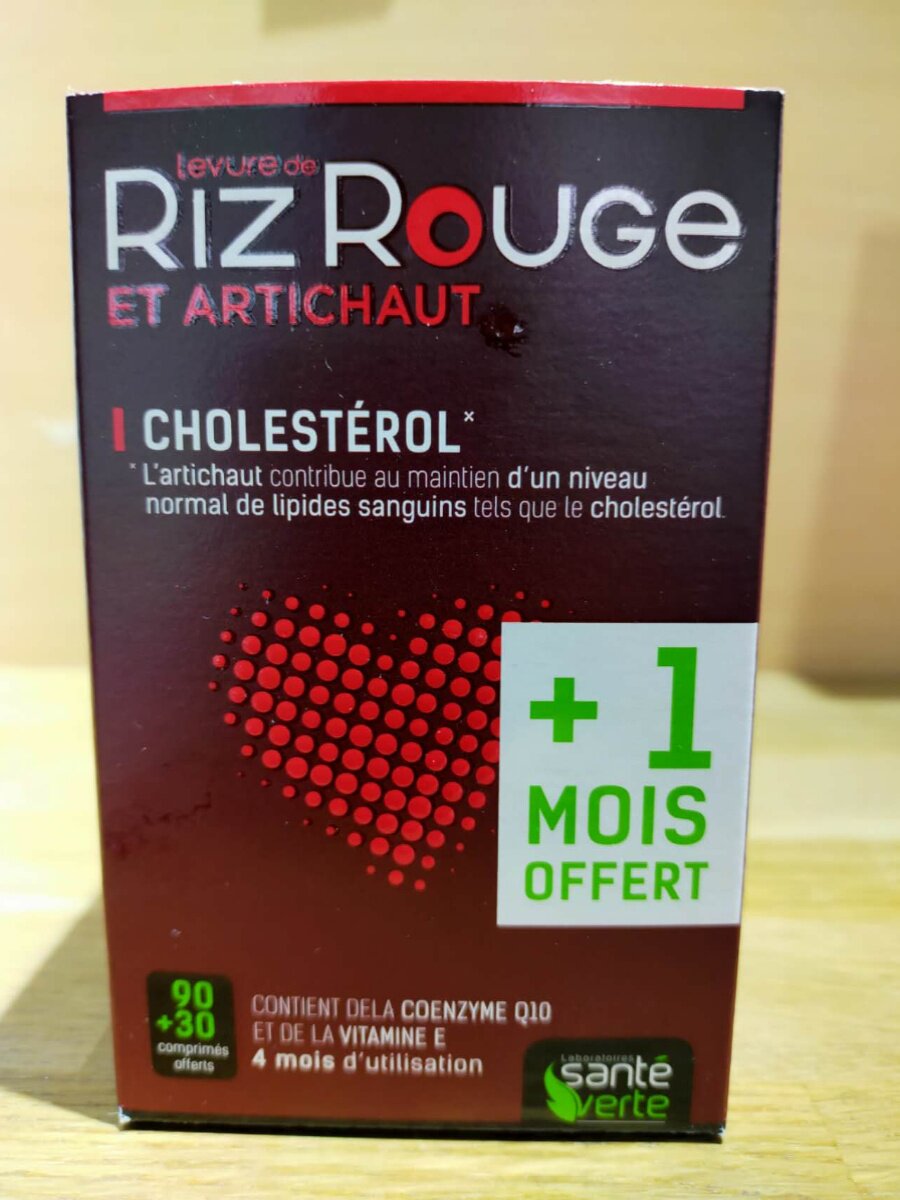 levure de
RIZ ROUGE
ET ARTICHAUT
CHOLESTÉROL*
* L'artichaut contribue au maintien d'un niveau
normal de lipides sanguins tels que le cholestérol.
+ 1
MOIS
OFFERT
90
+30
comprimés
offerts
CONTIENT DELA COENZYME Q10
ET DE LA VITAMINE E
4 mois d'utilisation
Laboratoires
santé
verte